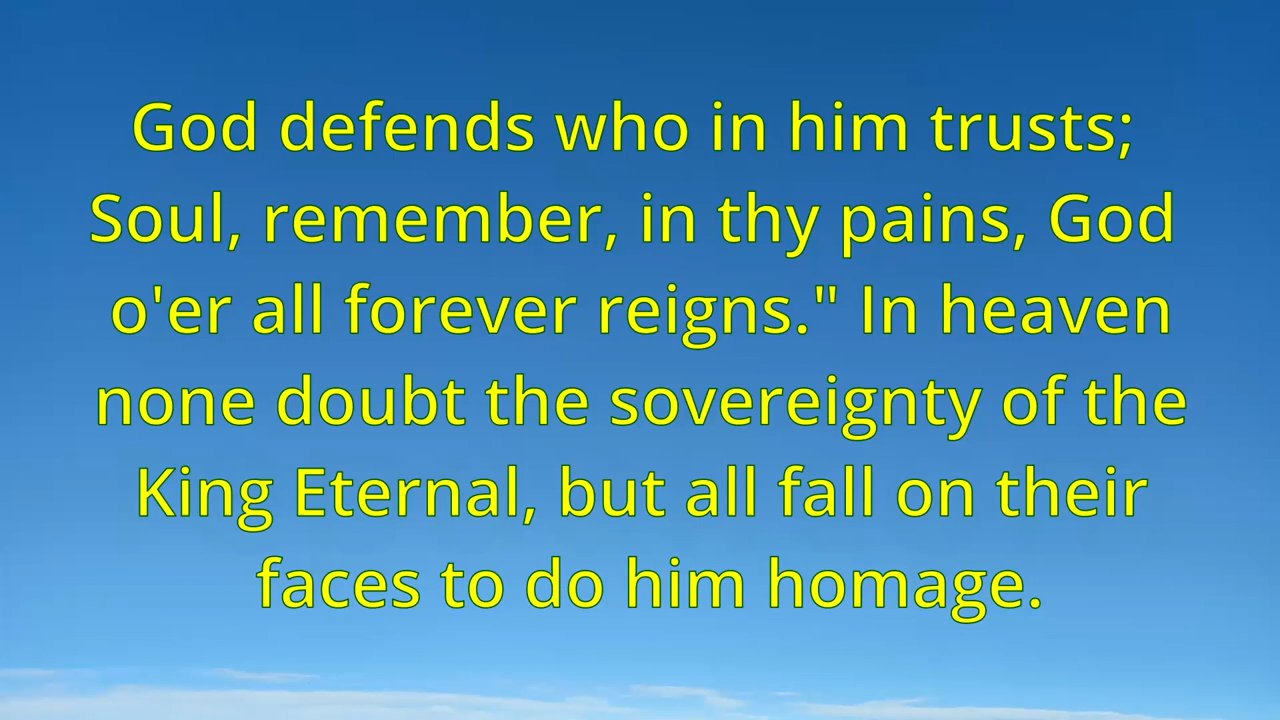 God defends who in him trusts;
Soul, remember, in thy pains, God
o'er all forever reigns." In heaven
none doubt the sovereignty of the
King Eternal, but all fall on their
faces to do him homage.